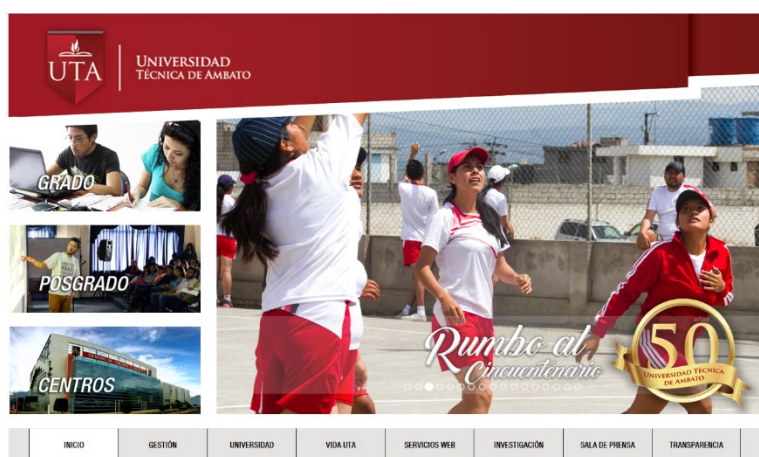 UTA
UNIVERSIDAD
TÉCNICA DE AMBATO
GRADO
POSGRADO
CENTROS
Rumbo al
Cincuentenario
50
años
UNIVERSIDAD TÉCNICA
DE AMBATO
INICIO
GESTIÓN
UNIVERSIDAD
VIDA UTA
SERVICIOS WEB
INVESTIGACIÓN
SALA DE PRENSA
TRANSPARENCIA